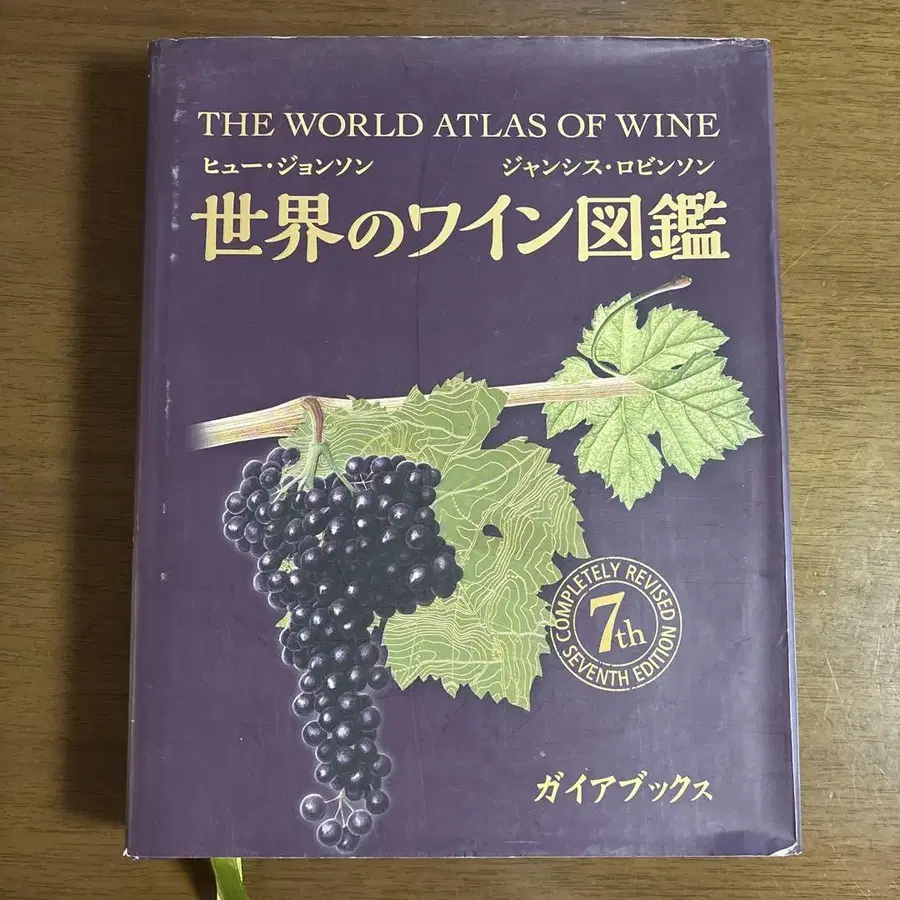 THE WORLD ATLAS OF WINE
ヒュー・ジョンソン ジャンシス・ロビンソン
世界のワイン図鑑
COMPLETELY REVISED
7th
SEVENTH EDITION
ガイアブックス